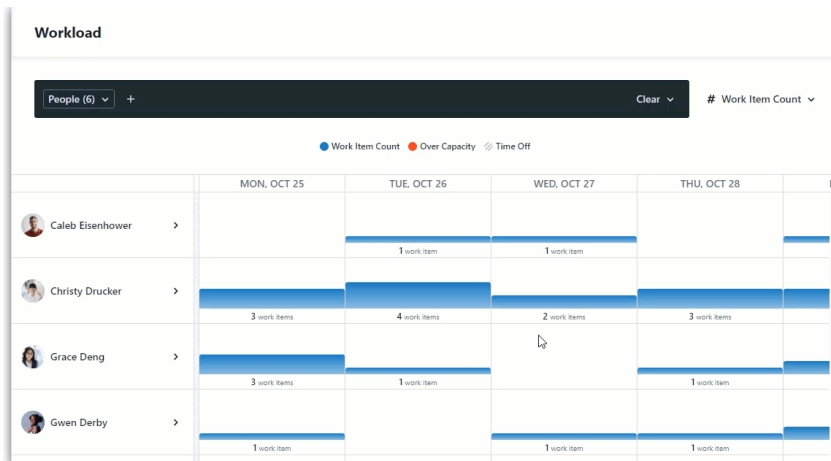 Workload
People (6) +
Clear
# Work Item Count
Work Item Count Over Capacity Time Off
MON, OCT 25 TUE, OCT 26 WED, OCT 27 THU, OCT 28
Caleb Eisenhower
1 work item 1 work item
Christy Drucker
3 work items 4 work items 2 work items 3 work items
Grace Deng
3 work items 1 work item 1 work item
Gwen Derby
1 work item 1 work item 1 work item